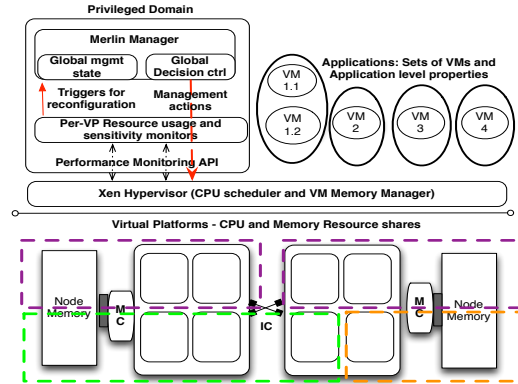 Privileged Domain
Merlin Manager
Global mgmt
state
Global
Decision ctrl
Triggers for
reconfiguration
Management
actions
Per-VP Resource usage and
sensitivity monitors
Performance Monitoring API
Applications: Sets of VMs and
Application level properties
VM
1.1
VM
1.2
VM
2
VM
3
VM
4
Xen Hypervisor (CPU scheduler and VM Memory Manager)
Virtual Platforms - CPU and Memory Resource shares
Node
Memory
M
C
IC
M
C
Node
Memory